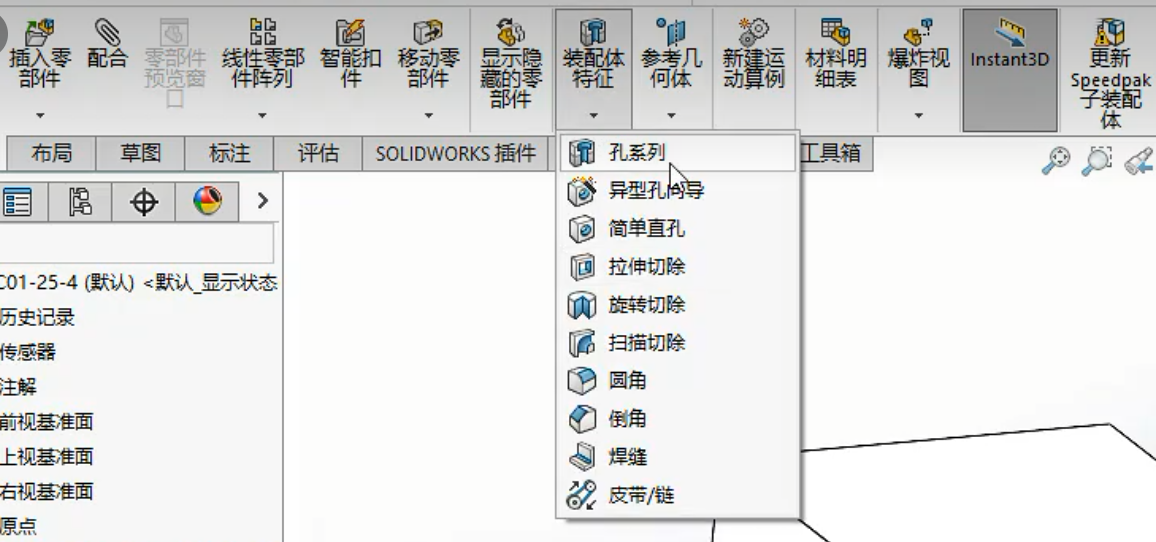 插入零
部件
配合
零部件
预览窗
口
线性零部
件阵列
智能扣
件
移动零
部件
显示隐
藏的零
部件
装配体
特征
参考几
何体
新建运
动算例
材料明
细表
爆炸视
图
Instant3D
更新
Speedpak
子装配
体
布局
草图
标注
评估
SOLIDWORKS 插件
工具箱
孔系列
异型孔向导
简单直孔
拉伸切除
旋转切除
扫描切除
圆角
倒角
焊缝
皮带/链
C01-25-4 (默认) <默认_显示状态
历史记录
传感器
注解
前视基准面
上视基准面
右视基准面
原点